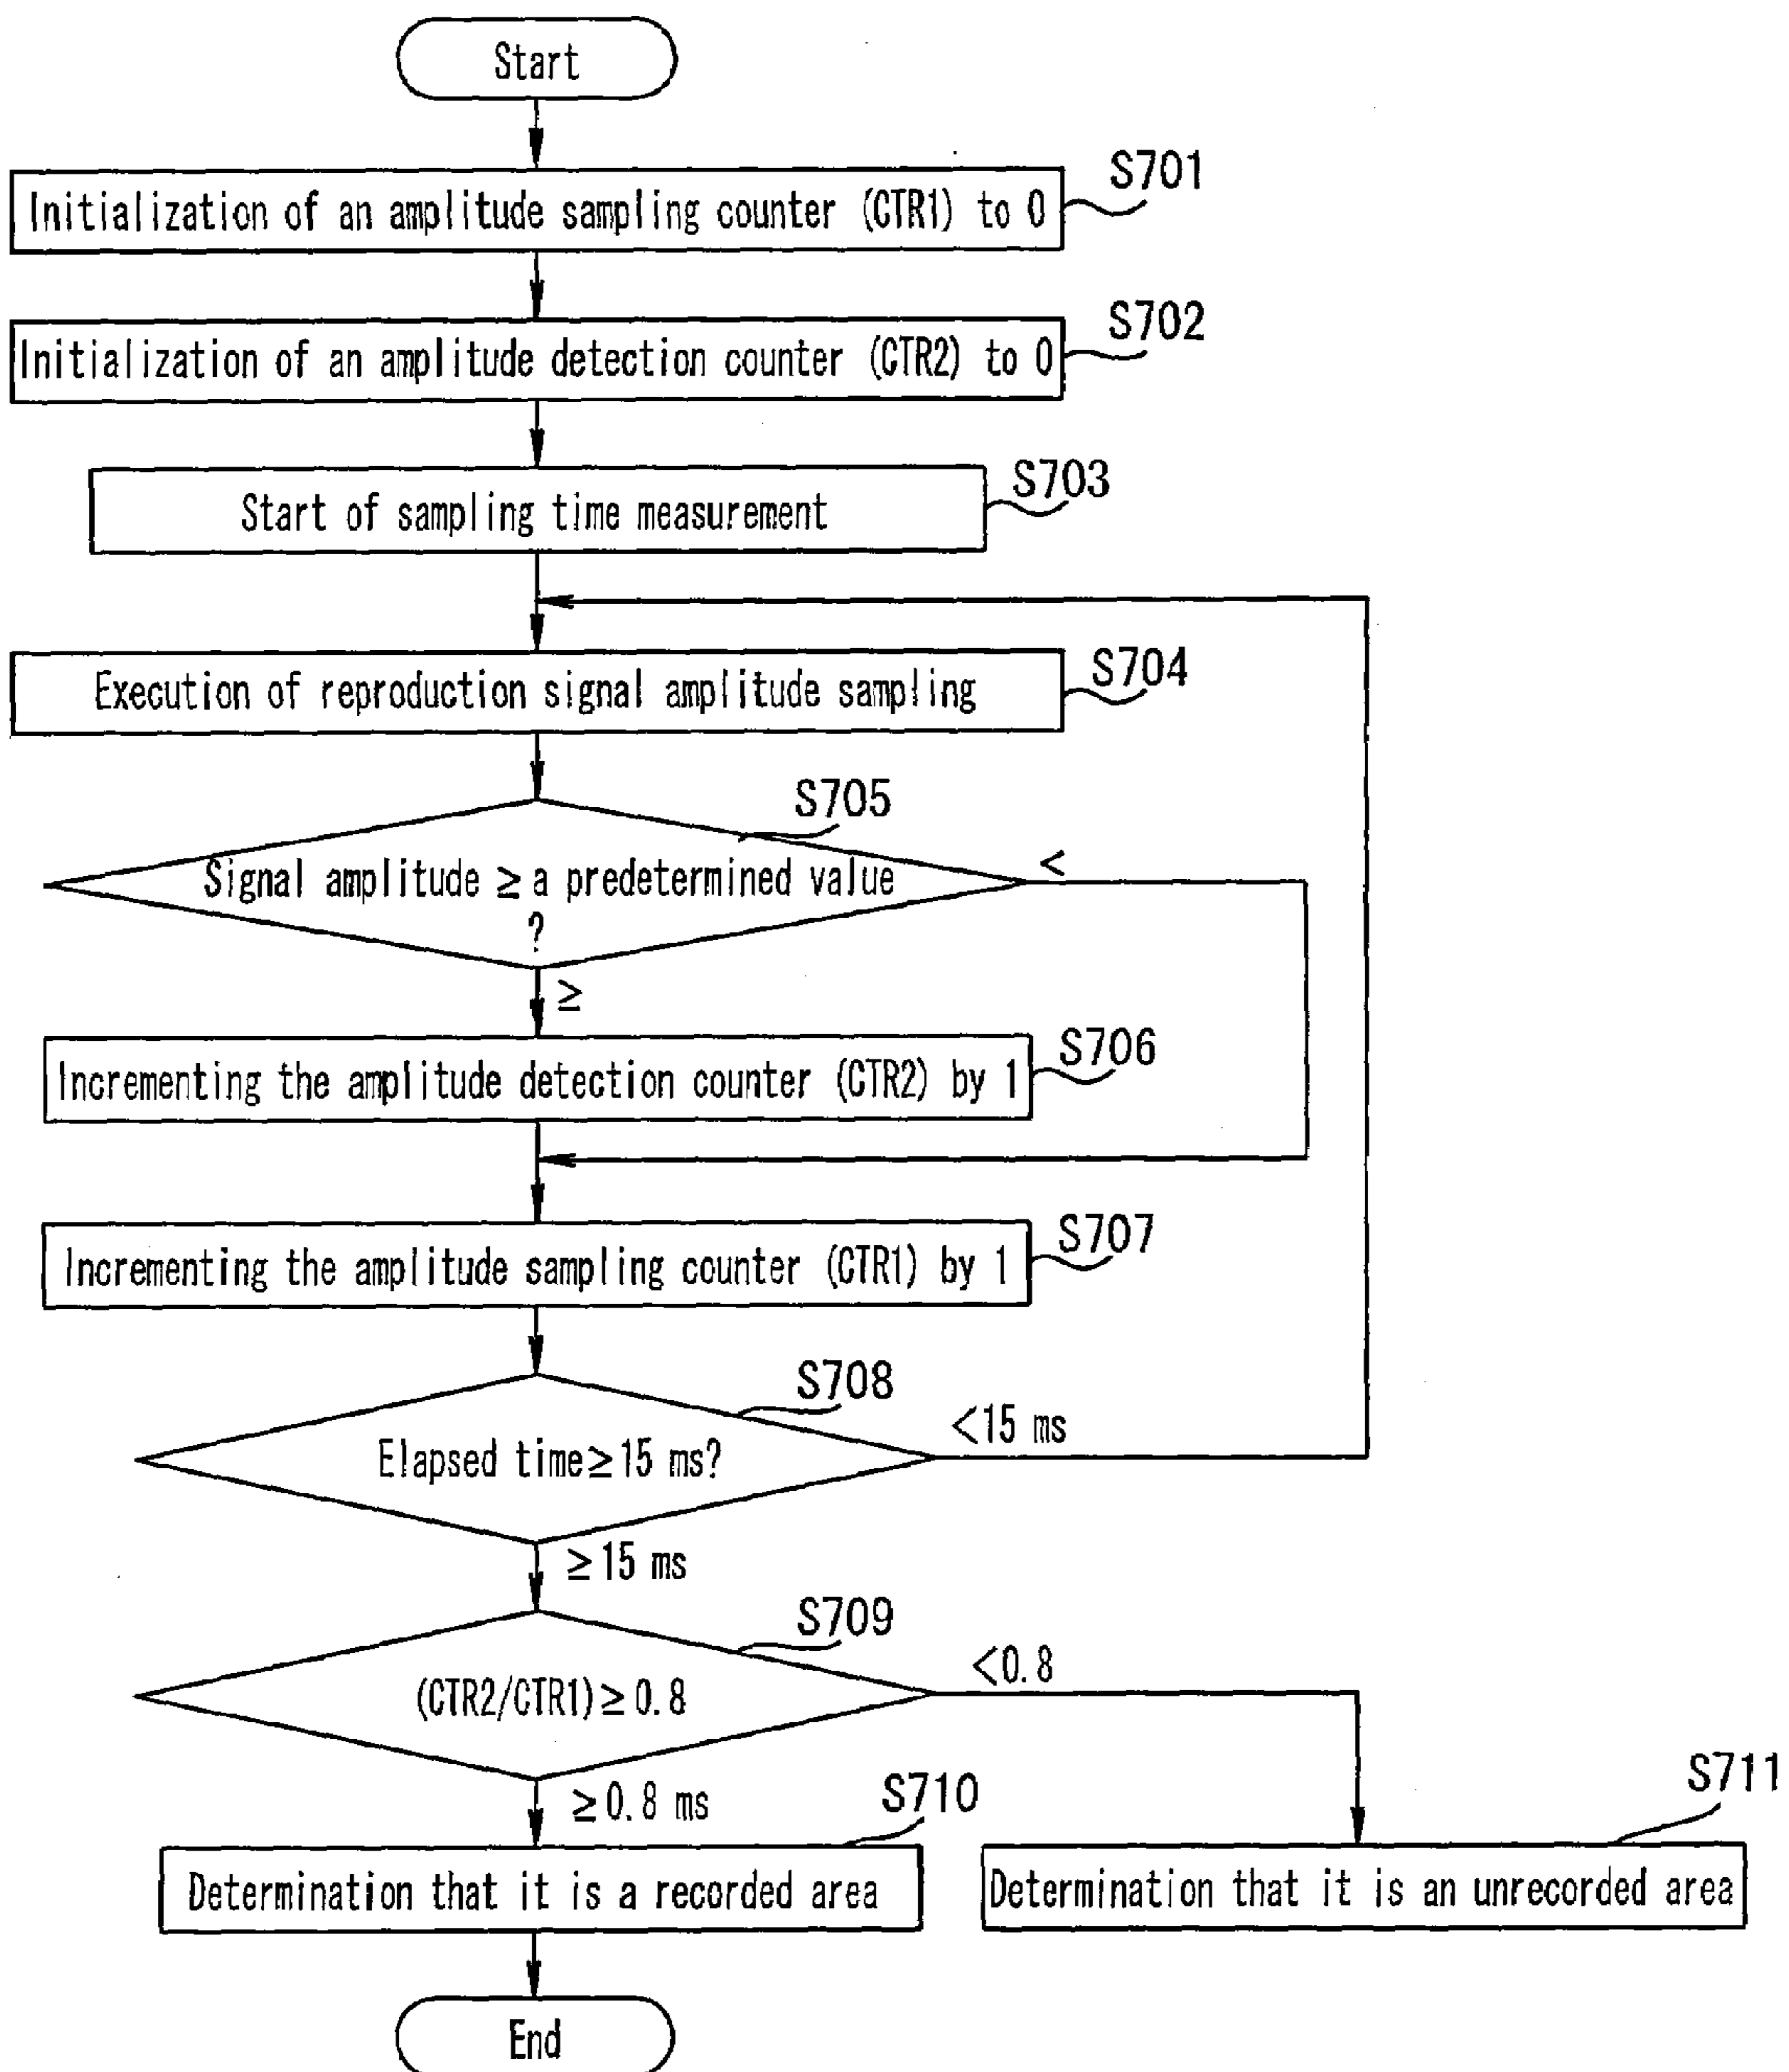 Start
S701
Initialization of an amplitude sampling counter (CTR1) to 0
S702
Initialization of an amplitude detection counter (CTR2) to 0
S703
Start of sampling time measurement
S704
Execution of reproduction signal amplitude sampling
S705
<
Signal amplitude ≥ a predetermined value
?
≥
S706
Incrementing the amplitude detection counter (CTR2) by 1
S707
Incrementing the amplitude sampling counter (CTR1) by 1
S708
<15 ms
Elapsed time≥15 ms?
≥15 ms
S709
<0.8
(CTR2/CTR1)≥0.8
≥0.8 ms
S710
S711
Determination that it is a recorded area
Determination that it is an unrecorded area
End